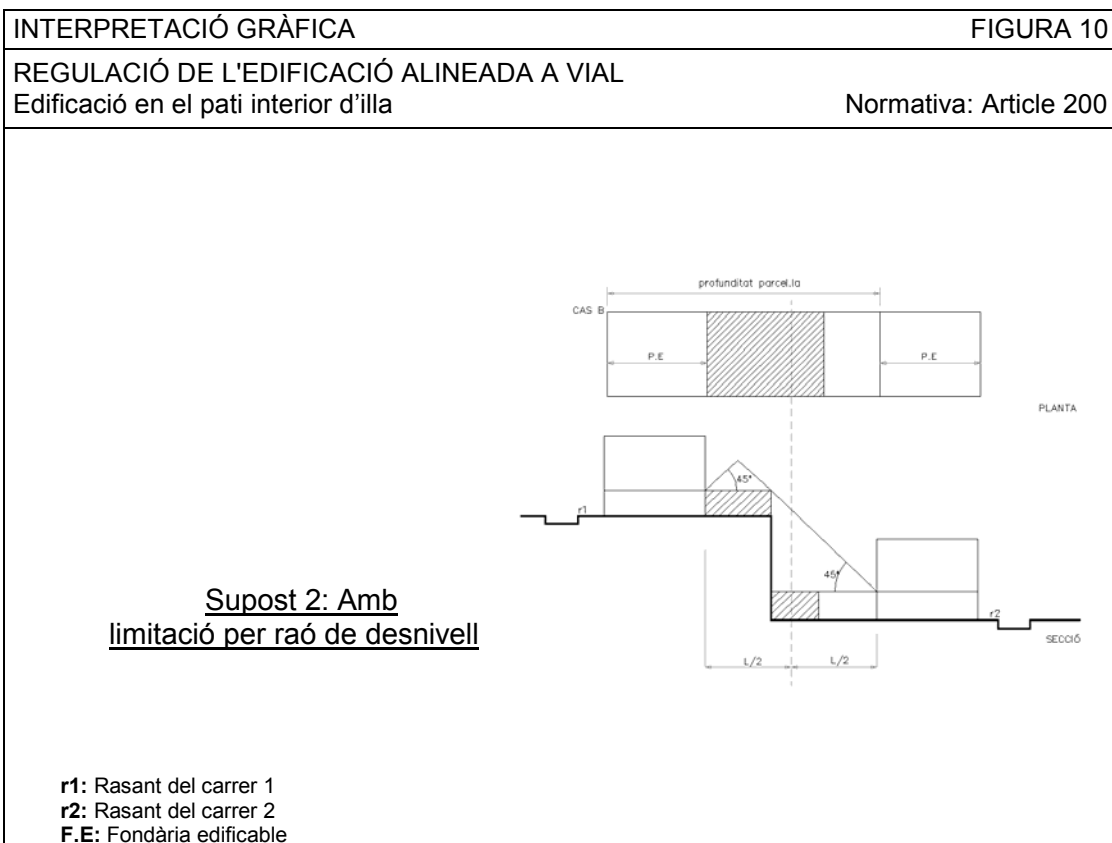 INTERPRETACIÓ GRÀFICA FIGURA 10
REGULACIÓ DE L'EDIFICACIÓ ALINEADA A VIAL
Edificació en el pati interior d'illa Normativa: Article 200
profunditat parcel.la
CAS B
P.E P.E
PLANTA
45°
r1
45°
r2
SECCIÓ
L/2 L/2
Supost 2: Amb
limitació per raó de desnivell
r1: Rasant del carrer 1
r2: Rasant del carrer 2
F.E: Fondària edificable